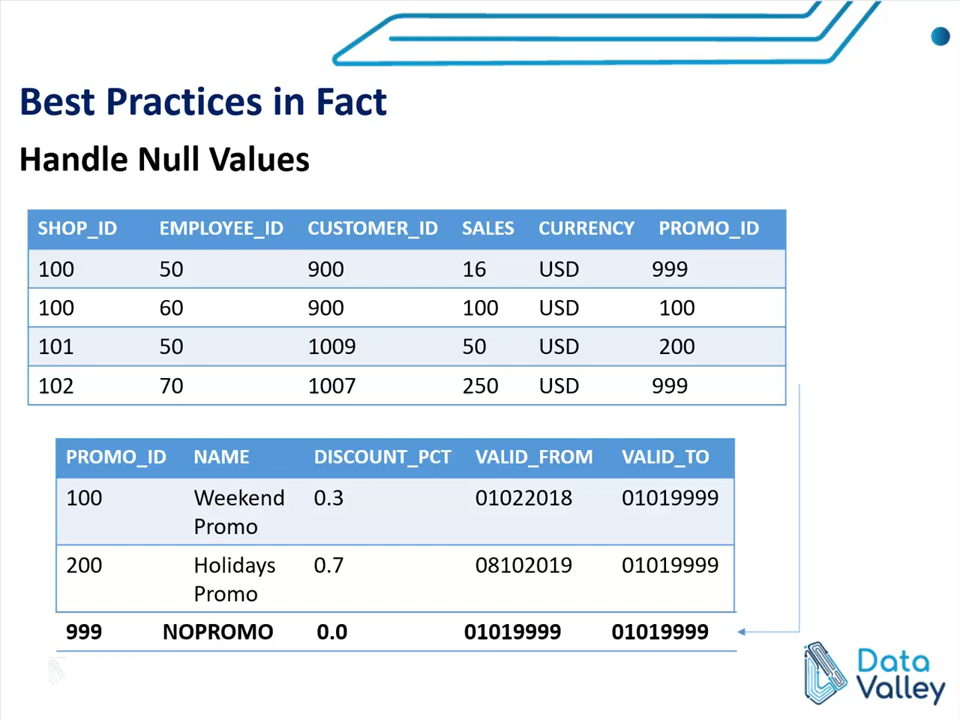 Best Practices in Fact
Handle Null Values
SHOP_ID EMPLOYEE_ID CUSTOMER_ID SALES CURRENCY PROMO_ID
100 50 900 16 USD 999
100 60 900 100 USD 100
101 50 1009 50 USD 200
102 70 1007 250 USD 999
PROMO_ID NAME DISCOUNT_PCT VALID_FROM VALID_TO
100 Weekend 0.3 01022018 01019999
Promo
200 Holidays 0.7 08102019 01019999
Promo
999 NOPROMO 0.0 01019999 01019999
Data
Valley